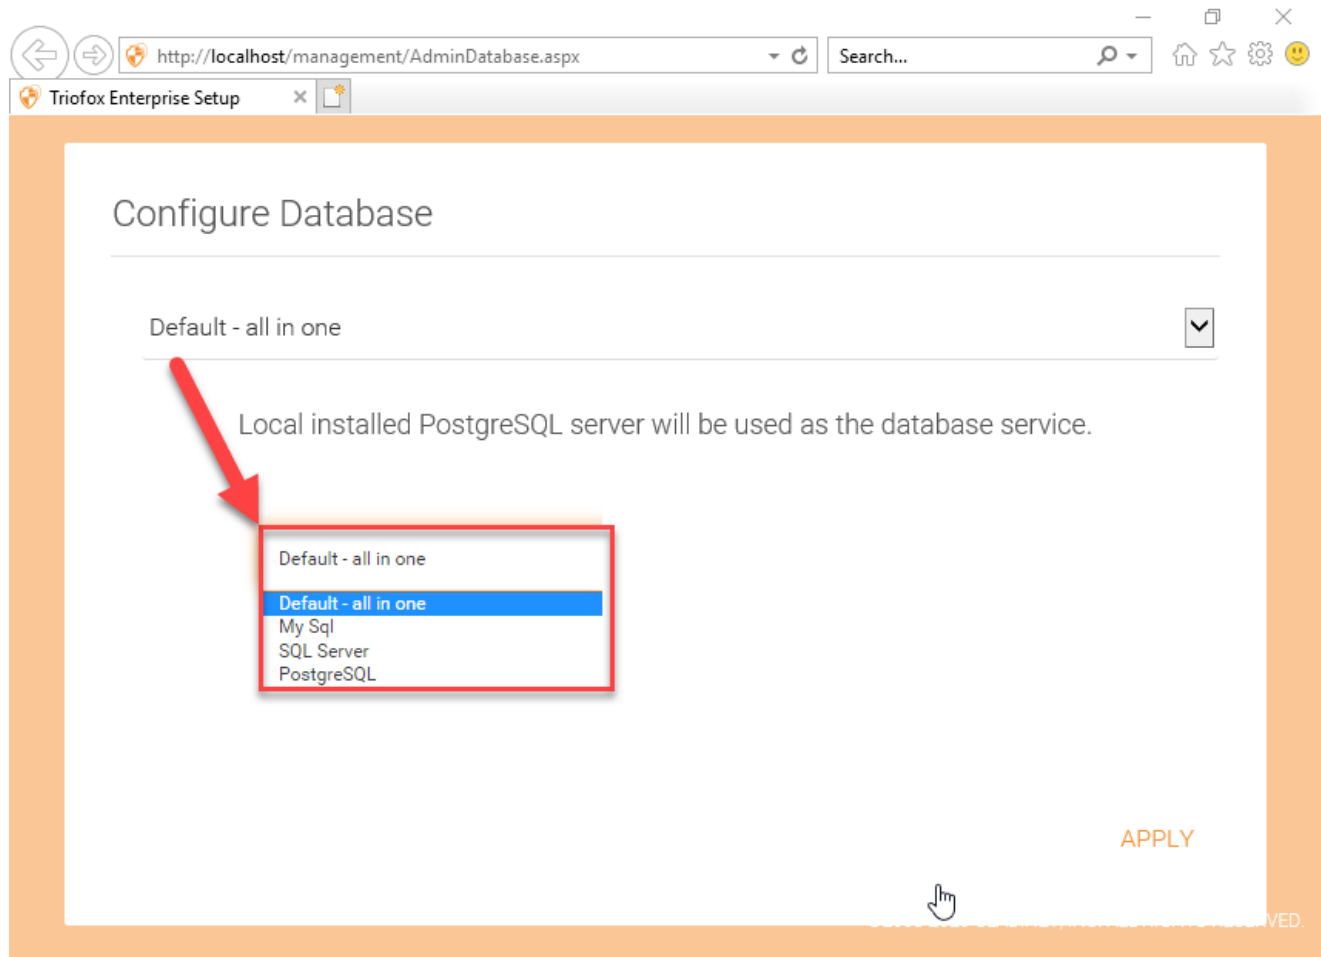 http://localhost/management/AdminDatabase.aspx
Search...
Triofox Enterprise Setup
Configure Database
Default - all in one
Local installed PostgreSQL server will be used as the database service.
Default - all in one
Default - all in one
My Sql
SQL Server
PostgreSQL
APPLY